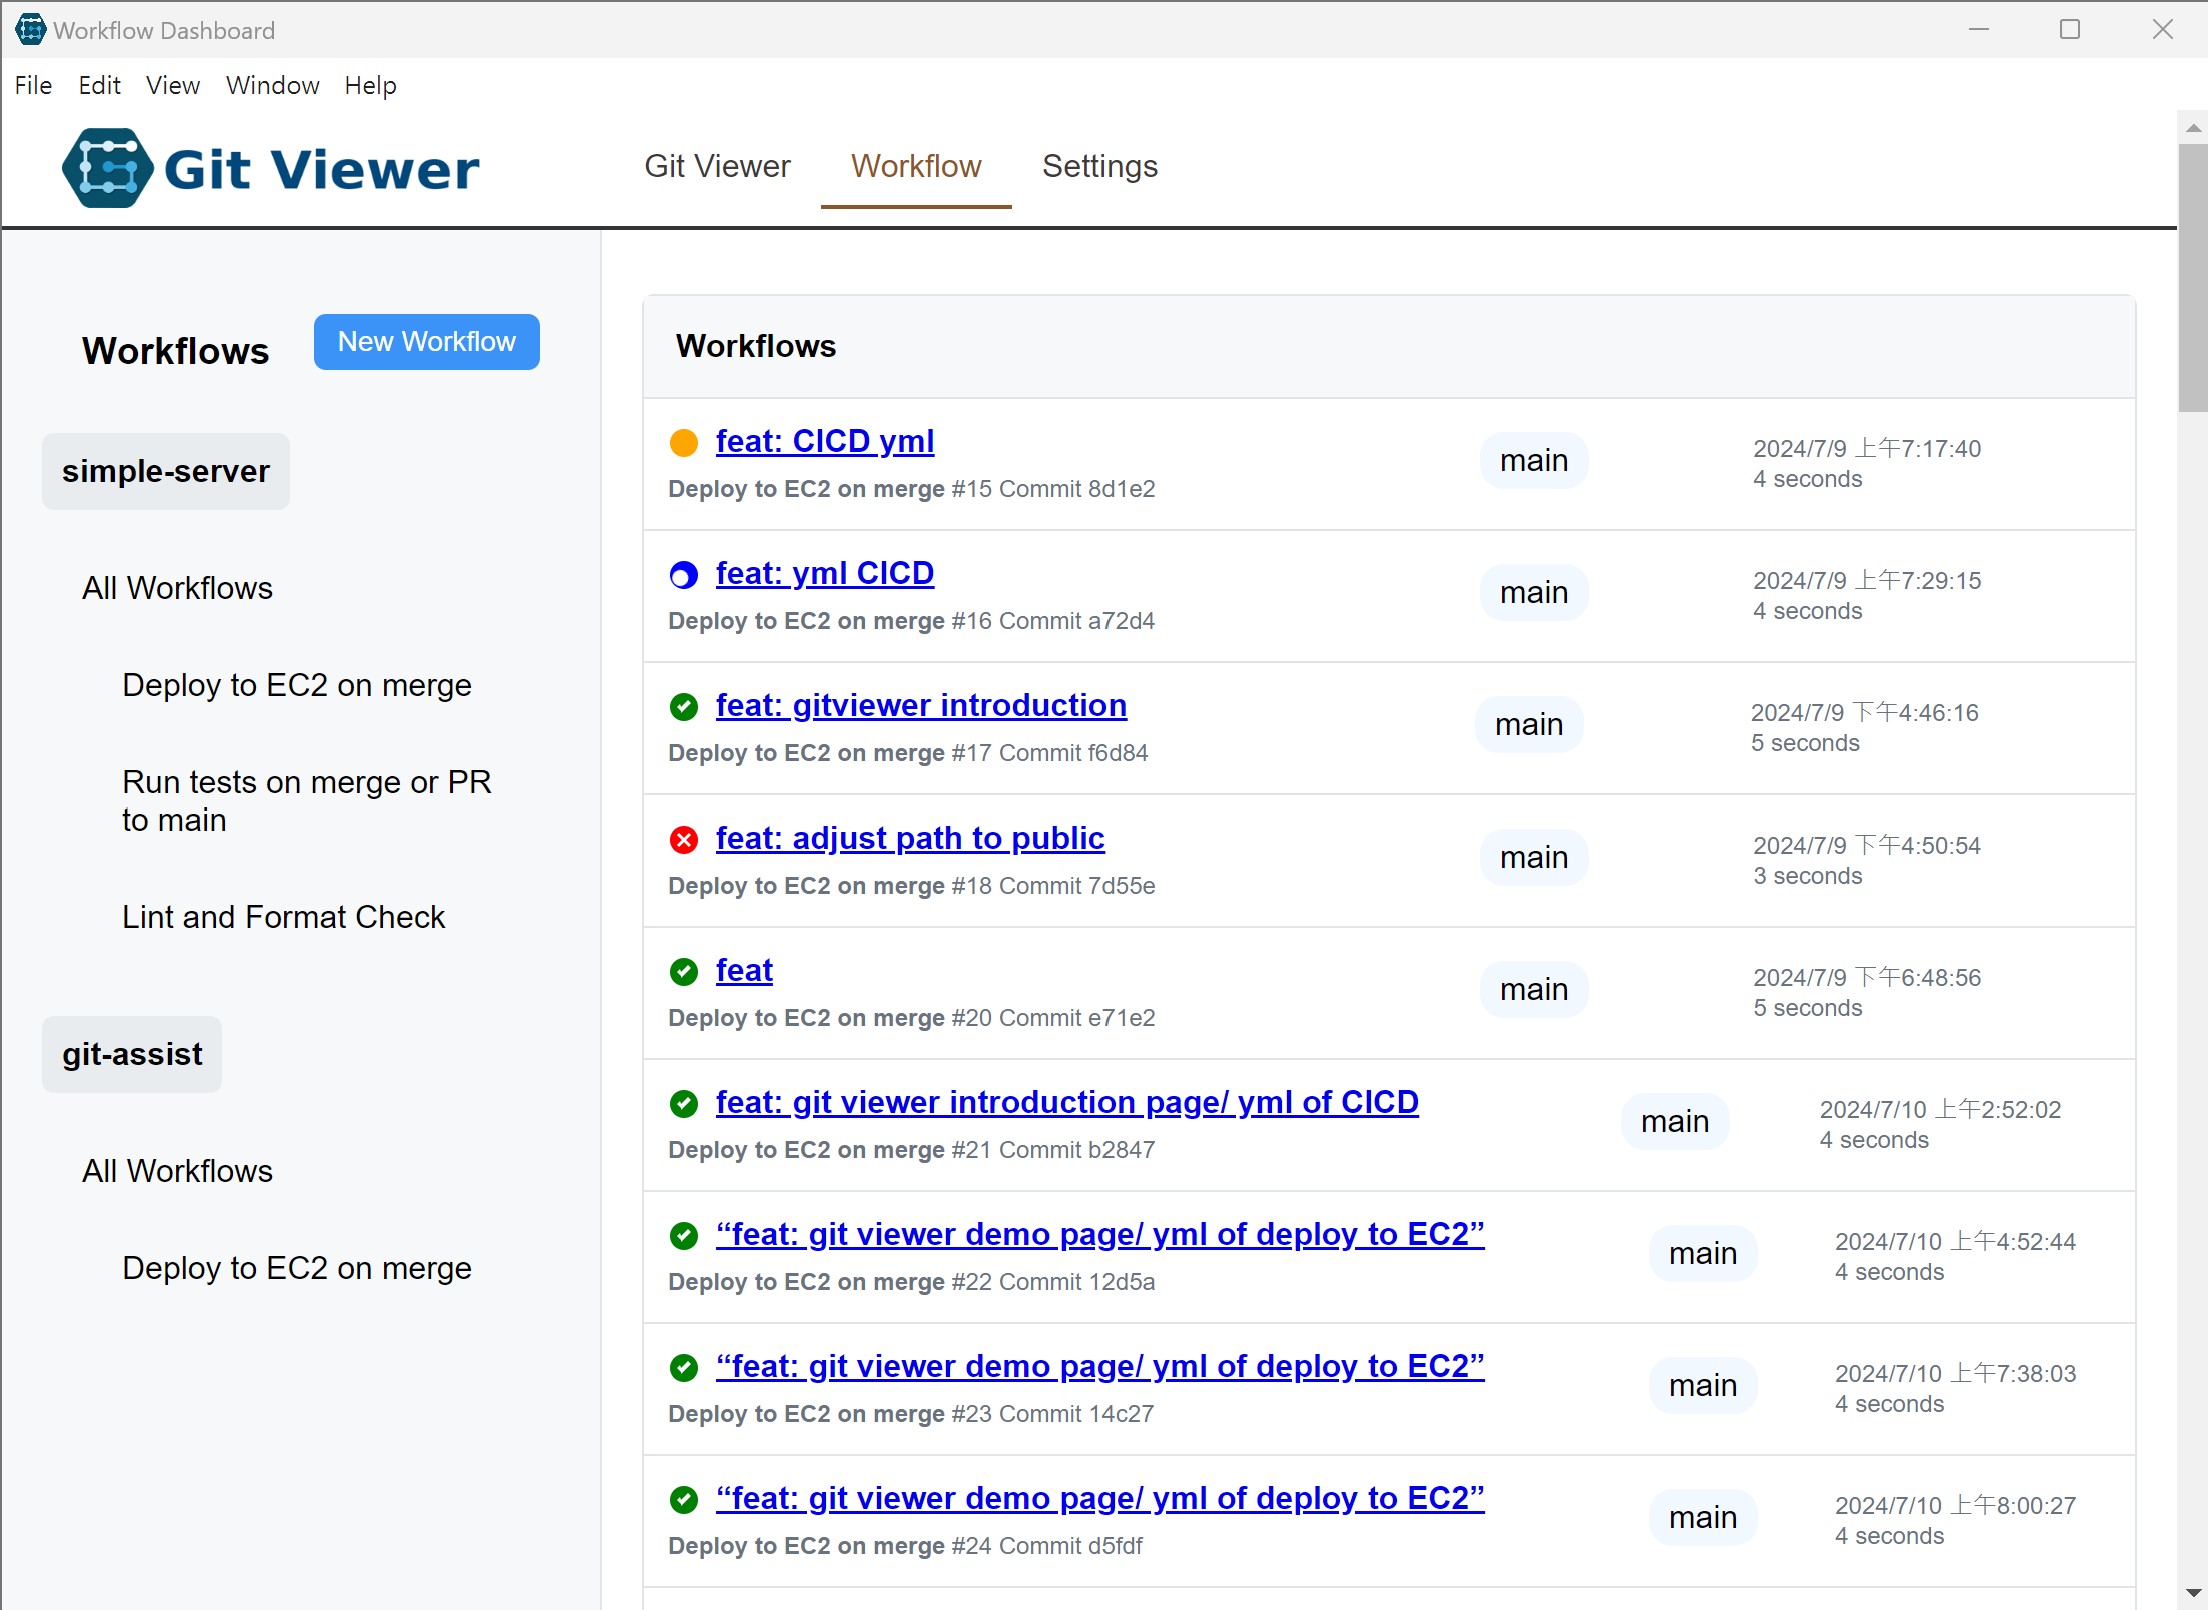 Workflow Dashboard
File Edit View Window Help
Git Viewer
Git Viewer Workflow Settings
Workflows
New Workflow
simple-server
All Workflows
Deploy to EC2 on merge
Run tests on merge or PR
to main
Lint and Format Check
git-assist
All Workflows
Deploy to EC2 on merge
Workflows
feat: CICD yml
Deploy to EC2 on merge #15 Commit 8d1e2
main
2024/7/9 上午7:17:40
4 seconds
feat: yml CICD
Deploy to EC2 on merge #16 Commit a72d4
main
2024/7/9 上午7:29:15
4 seconds
feat: gitviewer introduction
Deploy to EC2 on merge #17 Commit f6d84
main
2024/7/9 下午4:46:16
5 seconds
feat: adjust path to public
Deploy to EC2 on merge #18 Commit 7d55e
main
2024/7/9 下午4:50:54
3 seconds
feat
Deploy to EC2 on merge #20 Commit e71e2
main
2024/7/9 下午6:48:56
5 seconds
feat: git viewer introduction page/ yml of CICD
Deploy to EC2 on merge #21 Commit b2847
main
2024/7/10 上午2:52:02
4 seconds
“feat: git viewer demo page/ yml of deploy to EC2”
Deploy to EC2 on merge #22 Commit 12d5a
main
2024/7/10 上午4:52:44
4 seconds
“feat: git viewer demo page/ yml of deploy to EC2”
Deploy to EC2 on merge #23 Commit 14c27
main
2024/7/10 上午7:38:03
4 seconds
“feat: git viewer demo page/ yml of deploy to EC2”
Deploy to EC2 on merge #24 Commit d5fdf
main
2024/7/10 上午8:00:27
4 seconds